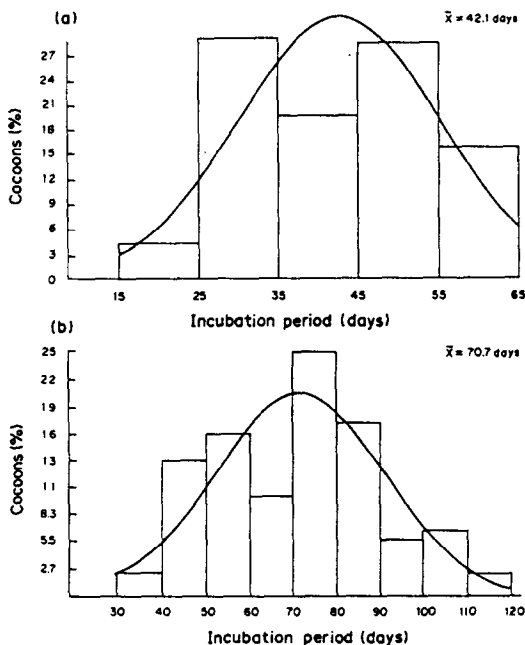 (a)
x̄ = 42.1 days
27
24
21
18
15
12
9
6
3
0
Cocoons (%)
15 25 35 45 55 65
Incubation period (days)
(b)
x̄ = 70.7 days
25
22
19
16
13
11
8.3
5.5
2.7
Cocoons (%)
30 40 50 60 70 80 90 100 110 120
Incubation period (days)